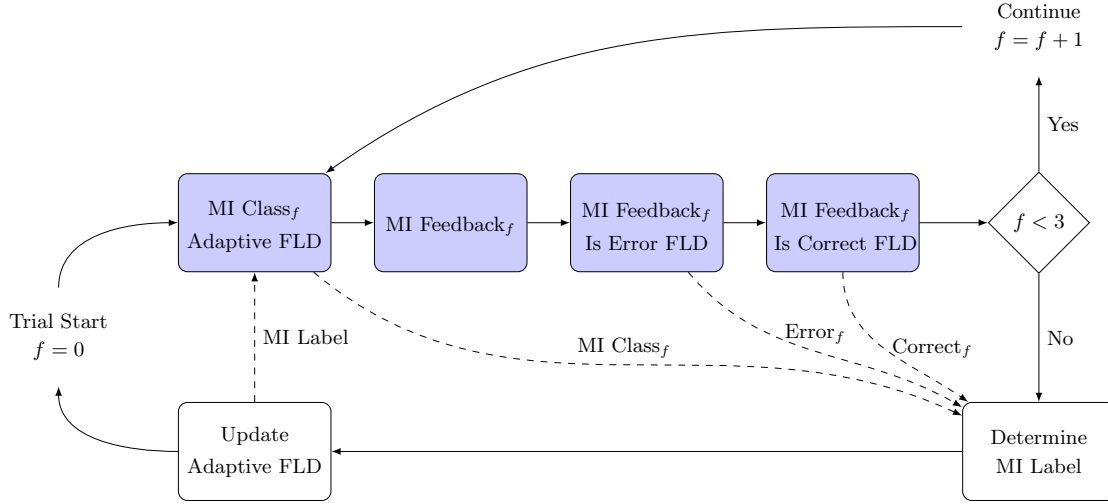 Continue
f = f + 1
Yes
MI Class_f
Adaptive FLD
MI Feedback_f
MI Feedback_f
Is Error FLD
MI Feedback_f
Is Correct FLD
f < 3
Trial Start
f = 0
MI Label
MI Class_f
Error_f
Correct_f
No
Update
Adaptive FLD
Determine
MI Label